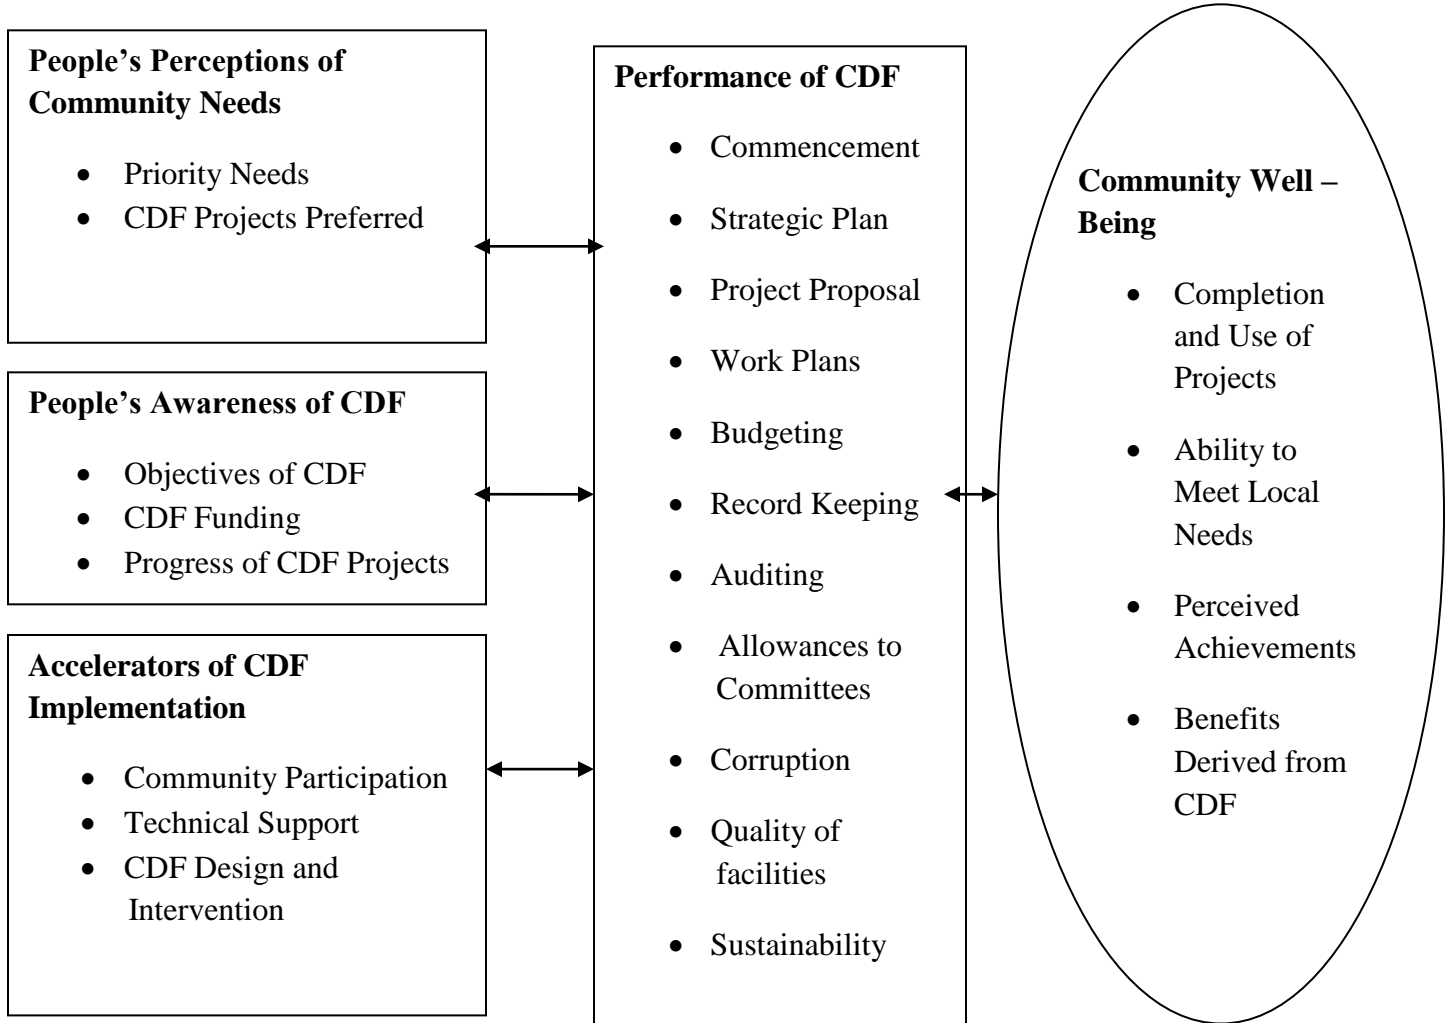 People’s Perceptions of
Community Needs
• Priority Needs
• CDF Projects Preferred
People’s Awareness of CDF
• Objectives of CDF
• CDF Funding
• Progress of CDF Projects
Accelerators of CDF
Implementation
• Community Participation
• Technical Support
• CDF Design and
Intervention
Performance of CDF
• Commencement
• Strategic Plan
• Project Proposal
• Work Plans
• Budgeting
• Record Keeping
• Auditing
• Allowances to
Committees
• Corruption
• Quality of
facilities
• Sustainability
Community Well –
Being
• Completion
and Use of
Projects
• Ability to
Meet Local
Needs
• Perceived
Achievements
• Benefits
Derived from
CDF